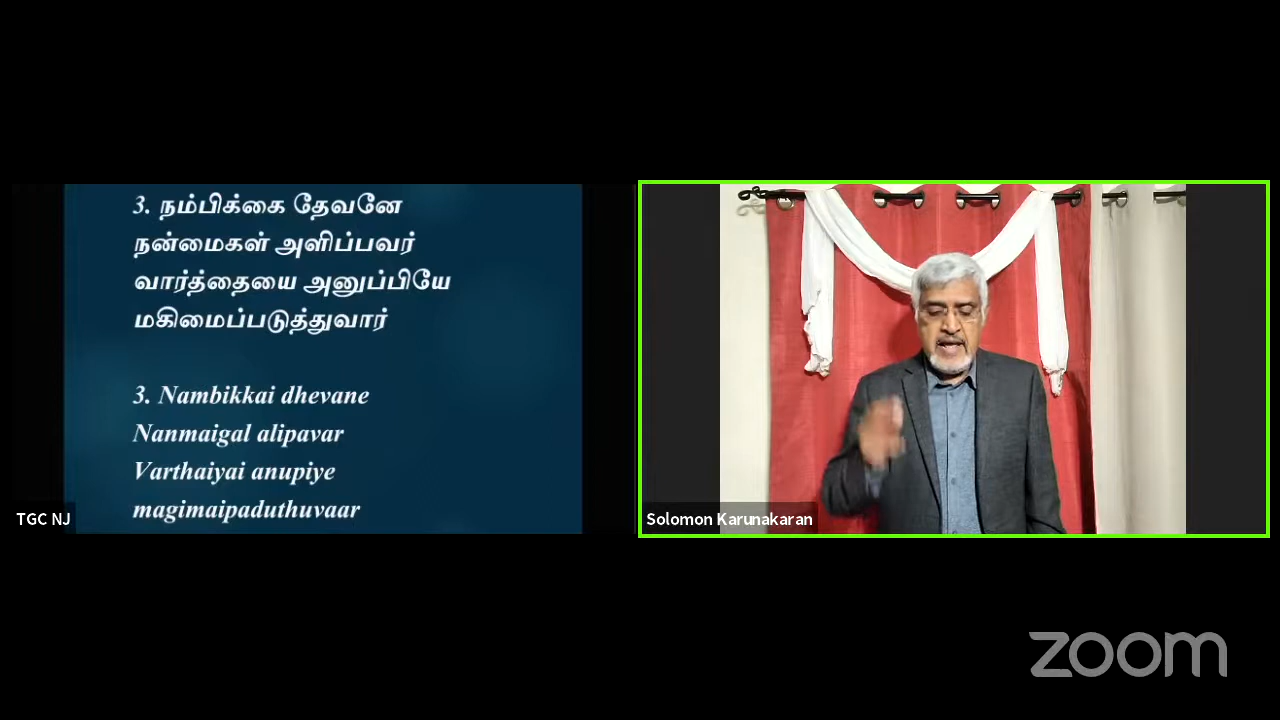 3. நம்பிக்கை தேவனே
நன்மைகள் அளிப்பவர்
வார்த்தையை அனுப்பியே
மகிமைப்படுத்துவார்
3. Nambikkai dhevane
Nanmaigal alipavar
Varthaiyai anupiye
magimaipaduthuvaar
TGC NJ
Solomon Karunakaran
zoom